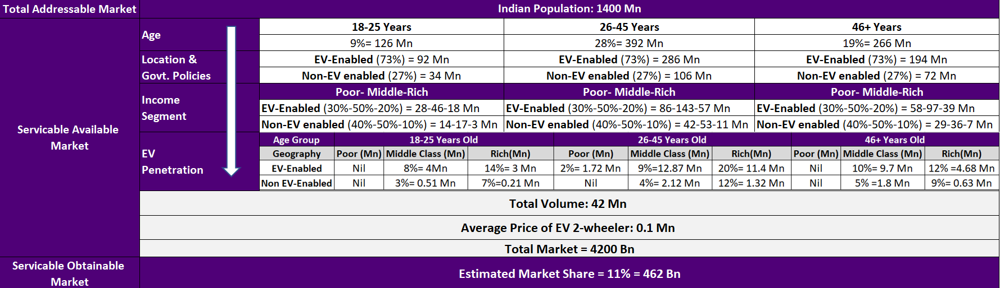 Total Addressable Market
Indian Population: 1400 Mn
Servicable Available
Market
Age
18-25 Years
26-45 Years
46+ Years
9%= 126 Mn
28%= 392 Mn
19%= 266 Mn
Location &
Govt. Policies
EV-Enabled (73%) = 92 Mn
EV-Enabled (73%) = 286 Mn
EV-Enabled (73%) = 194 Mn
Non-EV enabled (27%) = 34 Mn
Non-EV enabled (27%) = 106 Mn
Non-EV enabled (27%) = 72 Mn
Income
Segment
Poor- Middle-Rich
Poor- Middle-Rich
Poor- Middle-Rich
EV-Enabled (30%-50%-20%) = 28-46-18 Mn
EV-Enabled (30%-50%-20%) = 86-143-57 Mn
EV-Enabled (30%-50%-20%) = 58-97-39 Mn
Non-EV enabled (40%-50%-10%) = 14-17-3 Mn
Non-EV enabled (40%-50%-10%) = 42-53-11 Mn
Non-EV enabled (40%-50%-10%) = 29-36-7 Mn
EV
Penetration
Age Group
18-25 Years Old
26-45 Years Old
46+ Years Old
Geography
Poor (Mn)
Middle Class (Mn)
Rich(Mn)
Poor (Mn)
Middle Class (Mn)
Rich(Mn)
Poor (Mn)
Middle Class (Mn)
Rich(Mn)
EV-Enabled
Nil
8%= 4Mn
14%= 3 Mn
2%= 1.72 Mn
9%=12.87 Mn
20%= 11.4 Mn
Nil
10%= 9.7 Mn
12% =4.68 Mn
Non EV-Enabled
Nil
3%= 0.51 Mn
7%=0.21 Mn
Nil
4%= 2.12 Mn
12%= 1.32 Mn
Nil
5% =1.8 Mn
9%= 0.63 Mn
Total Volume: 42 Mn
Average Price of EV 2-wheeler: 0.1 Mn
Total Market = 4200 Bn
Servicable Obtainable
Market
Estimated Market Share = 11% = 462 Bn